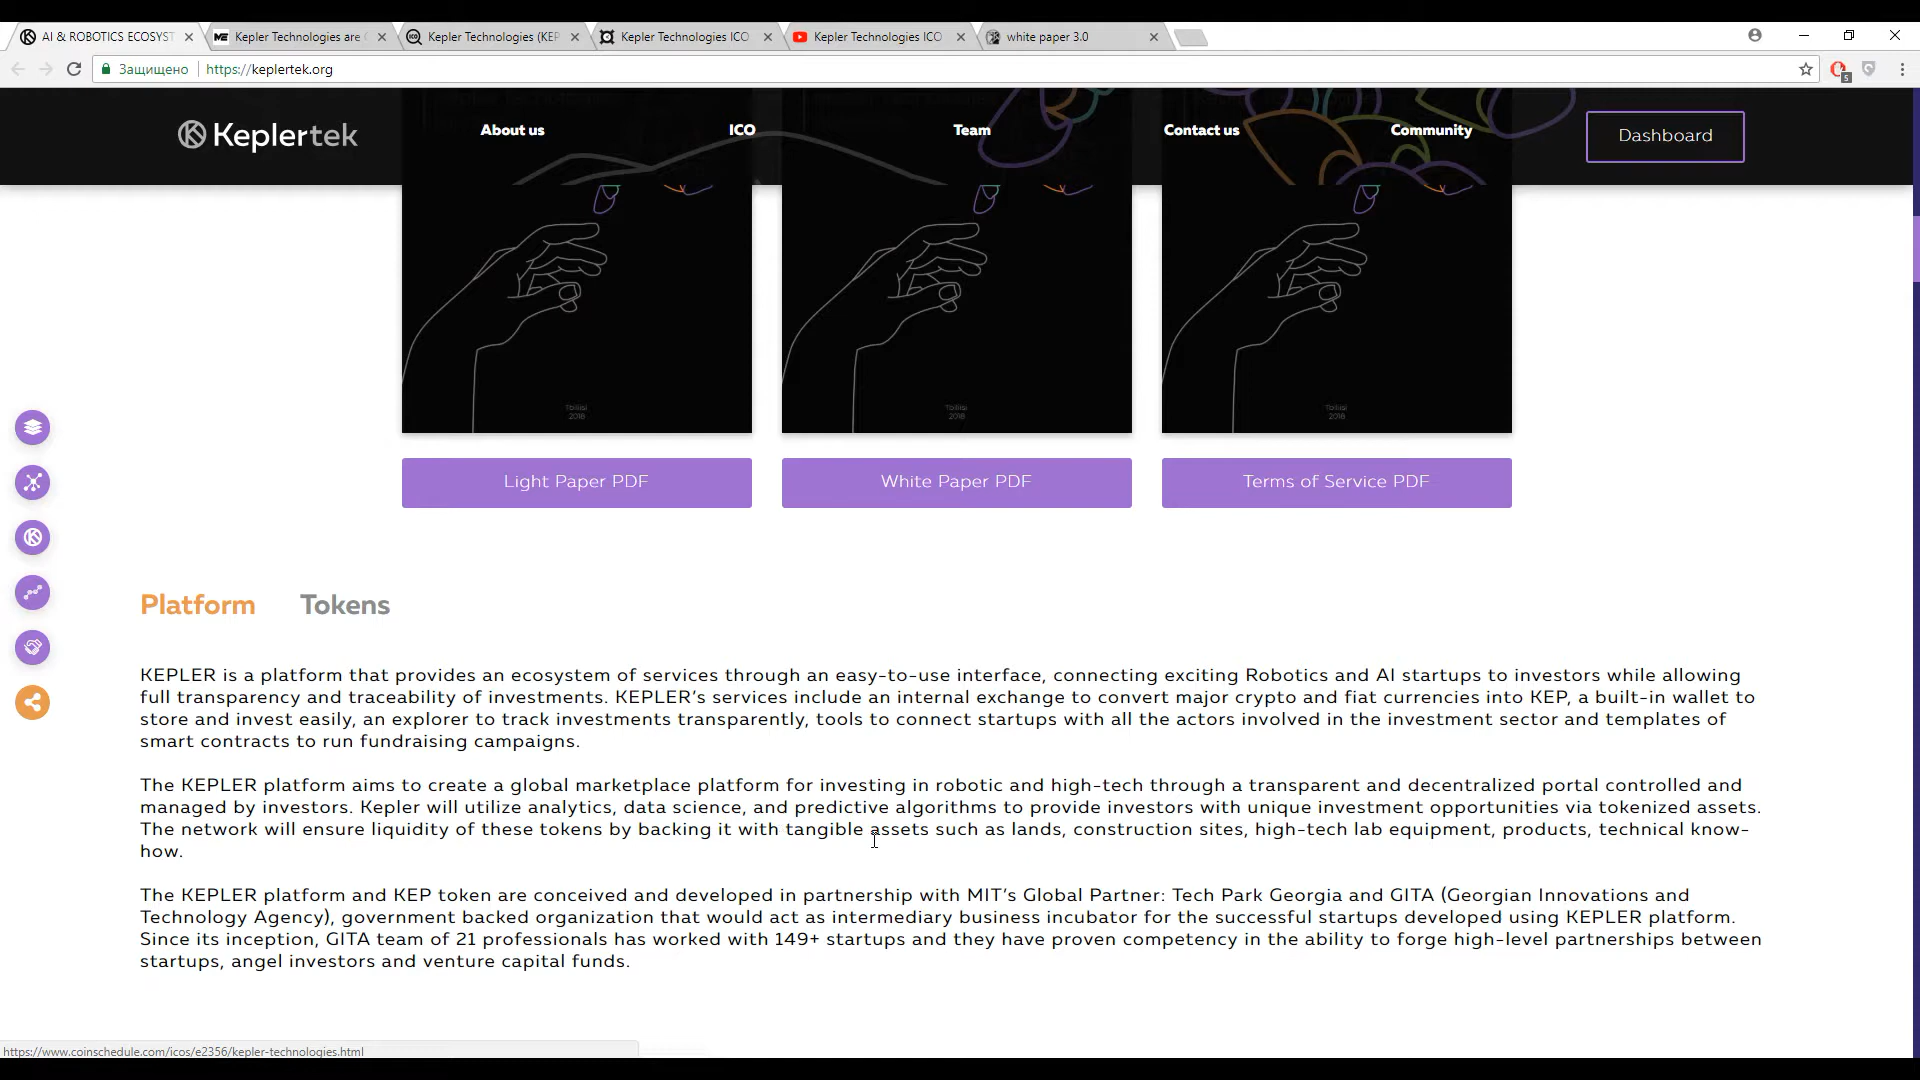 AI & ROBOTICS ECOSYST
Kepler Technologies are
Kepler Technologies (KEP
Kepler Technologies ICO
Kepler Technologies ICO
white paper 3.0
Защищено
https://keplertek.org
5
Keplertek
About us
ICO
Team
Contact us
Community
Dashboard
Tbilisi
2018
Tbilisi
2018
Tbilisi
2018
Light Paper PDF
White Paper PDF
Terms of Service PDF
Platform
Tokens
KEPLER is a platform that provides an ecosystem of services through an easy-to-use interface, connecting exciting Robotics and AI startups to investors while allowing
full transparency and traceability of investments. KEPLER’s services include an internal exchange to convert major crypto and fiat currencies into KEP, a built-in wallet to
store and invest easily, an explorer to track investments transparently, tools to connect startups with all the actors involved in the investment sector and templates of
smart contracts to run fundraising campaigns.
The KEPLER platform aims to create a global marketplace platform for investing in robotic and high-tech through a transparent and decentralized portal controlled and
managed by investors. Kepler will utilize analytics, data science, and predictive algorithms to provide investors with unique investment opportunities via tokenized assets.
The network will ensure liquidity of these tokens by backing it with tangible assets such as lands, construction sites, high-tech lab equipment, products, technical know-
how.
The KEPLER platform and KEP token are conceived and developed in partnership with MIT’s Global Partner: Tech Park Georgia and GITA (Georgian Innovations and
Technology Agency), government backed organization that would act as intermediary business incubator for the successful startups developed using KEPLER platform.
Since its inception, GITA team of 21 professionals has worked with 149+ startups and they have proven competency in the ability to forge high-level partnerships between
startups, angel investors and venture capital funds.
https://www.coinschedule.com/icos/e2356/kepler-technologies.html